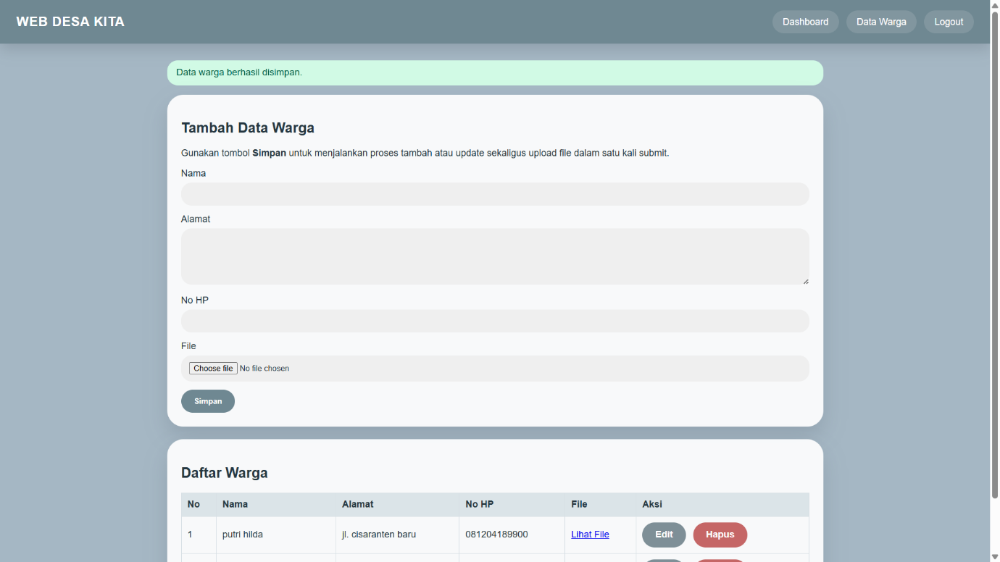 WEB DESA KITA
Dashboard Data Warga Logout
Data warga berhasil disimpan.
Tambah Data Warga
Gunakan tombol Simpan untuk menjalankan proses tambah atau update sekaligus upload file dalam satu kali submit.
Nama
Alamat
No HP
File
Choose file No file chosen
Simpan
Daftar Warga
No Nama Alamat No HP File Aksi
1 putri hilda jl. cisaranten baru 081204189900 Lihat File Edit Hapus